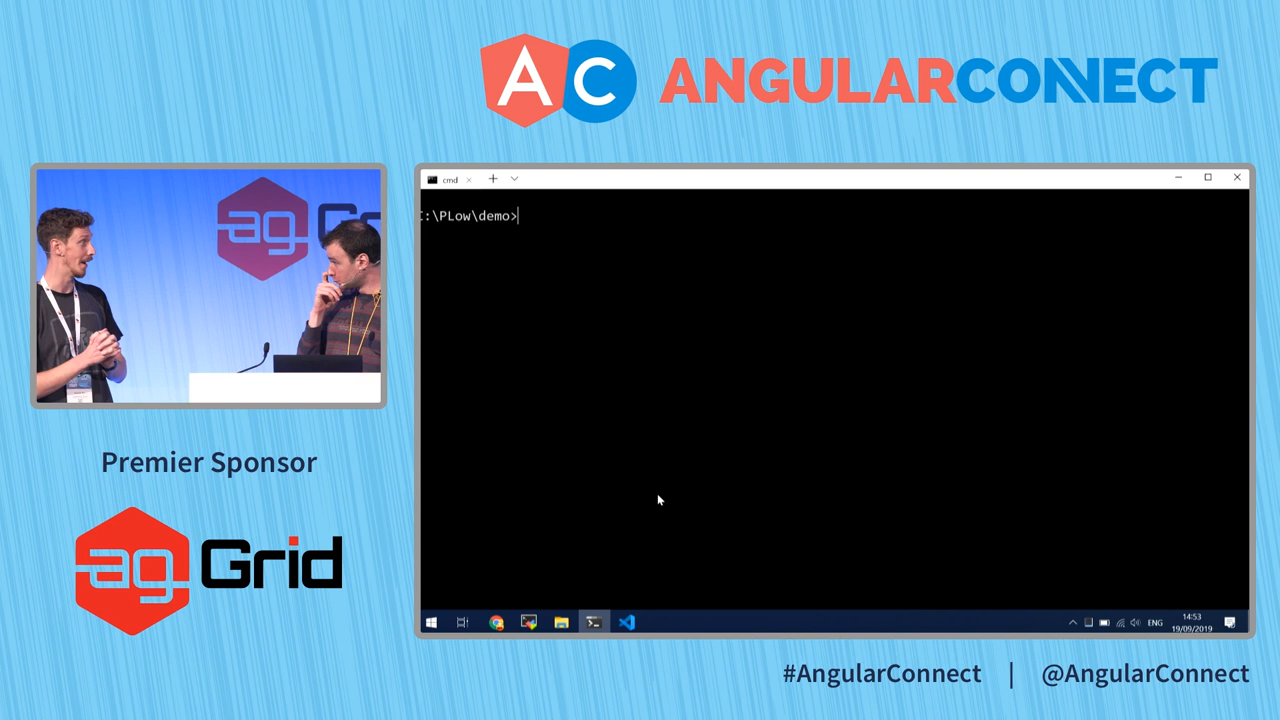 AC ANGULARCONNECT
ag Gr
cmd
C:\PLow\demo>
Premier Sponsor
ag Grid
ENG
14:53
19/09/2019
#AngularConnect | @AngularConnect